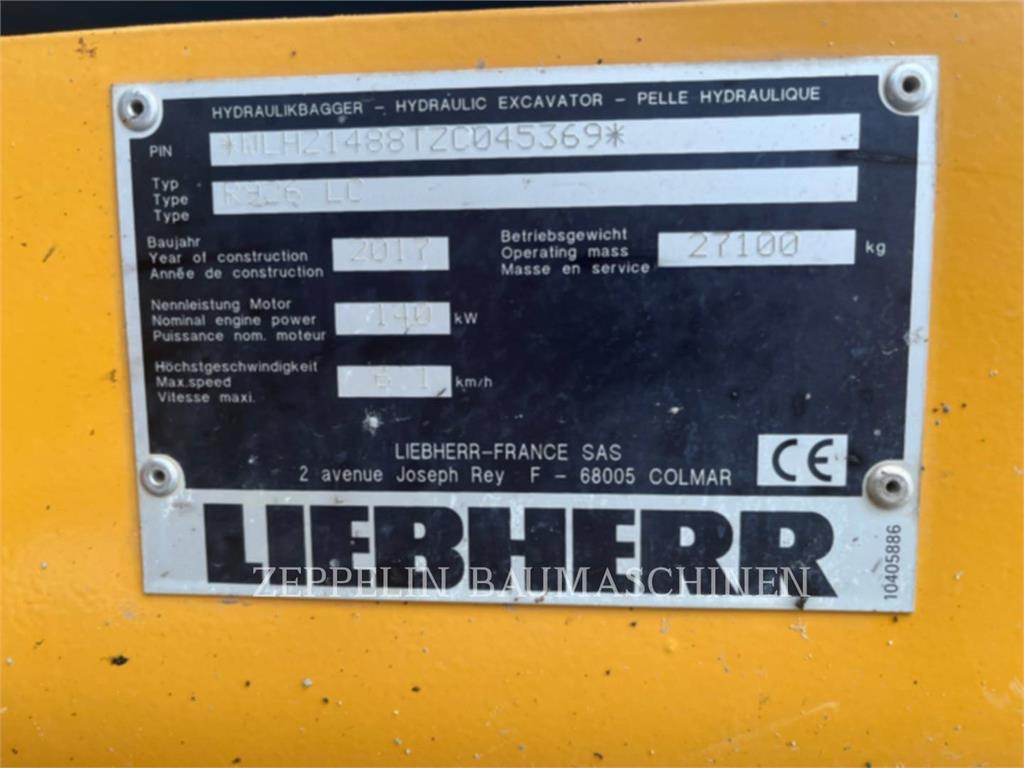 HYDRAULIKBAGGER – HYDRAULIC EXCAVATOR – PELLE HYDRAULIQUE
PIN *WLHZ1488TZC045369*
Typ
Type R926 LC
Type
Baujahr
Year of construction 2017
Année de construction
Betriebsgewicht
Operating mass 27100 kg
Masse en service
Nennleistung Motor
Nominal engine power 140 kW
Puissance nom. moteur
Höchstgeschwindigkeit
Max.speed 6.1 km/h
Vitesse maxi.
LIEBHERR–FRANCE SAS
2 avenue Joseph Rey F – 68005 COLMAR
CE
LIEBHERR
ZEPPELIN BAUMASCHINEN
10405886